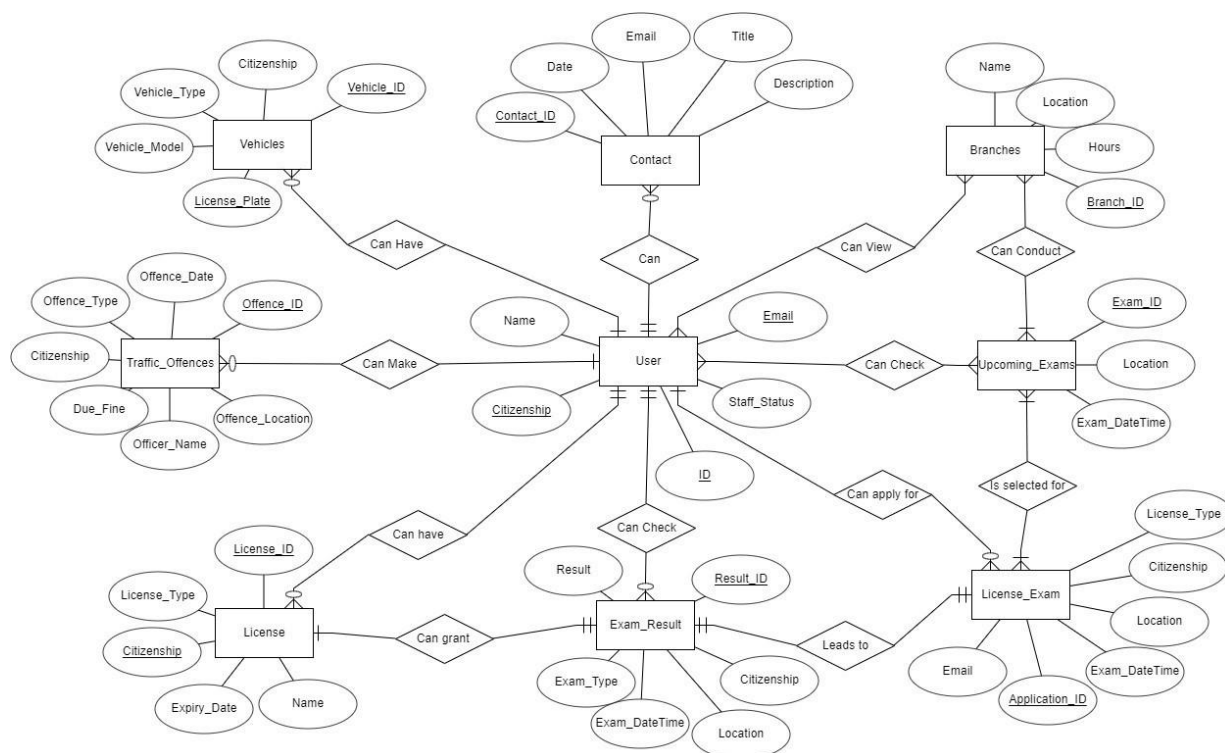 Citizenship
Vehicle_Type
Vehicle_ID
Vehicle_Model
Vehicles
License_Plate
Email
Title
Date
Description
Contact_ID
Contact
Name
Location
Branches
Hours
Branch_ID
Can Have
Can
Can View
Can Conduct
Offence_Date
Offence_Type
Offence_ID
Citizenship
Traffic_Offences
Due_Fine
Offence_Location
Officer_Name
Can Make
Name
Email
User
Citizenship
Staff_Status
ID
Can Check
Exam_ID
Upcoming_Exams
Location
Exam_DateTime
Can have
Can Check
Can apply for
Is selected for
License_ID
License_Type
License
Citizenship
Expiry_Date
Name
Can grant
Result
Result_ID
Exam_Result
Exam_Type
Citizenship
Exam_DateTime
Location
Leads to
License_Type
License_Exam
Citizenship
Location
Email
Exam_DateTime
Application_ID